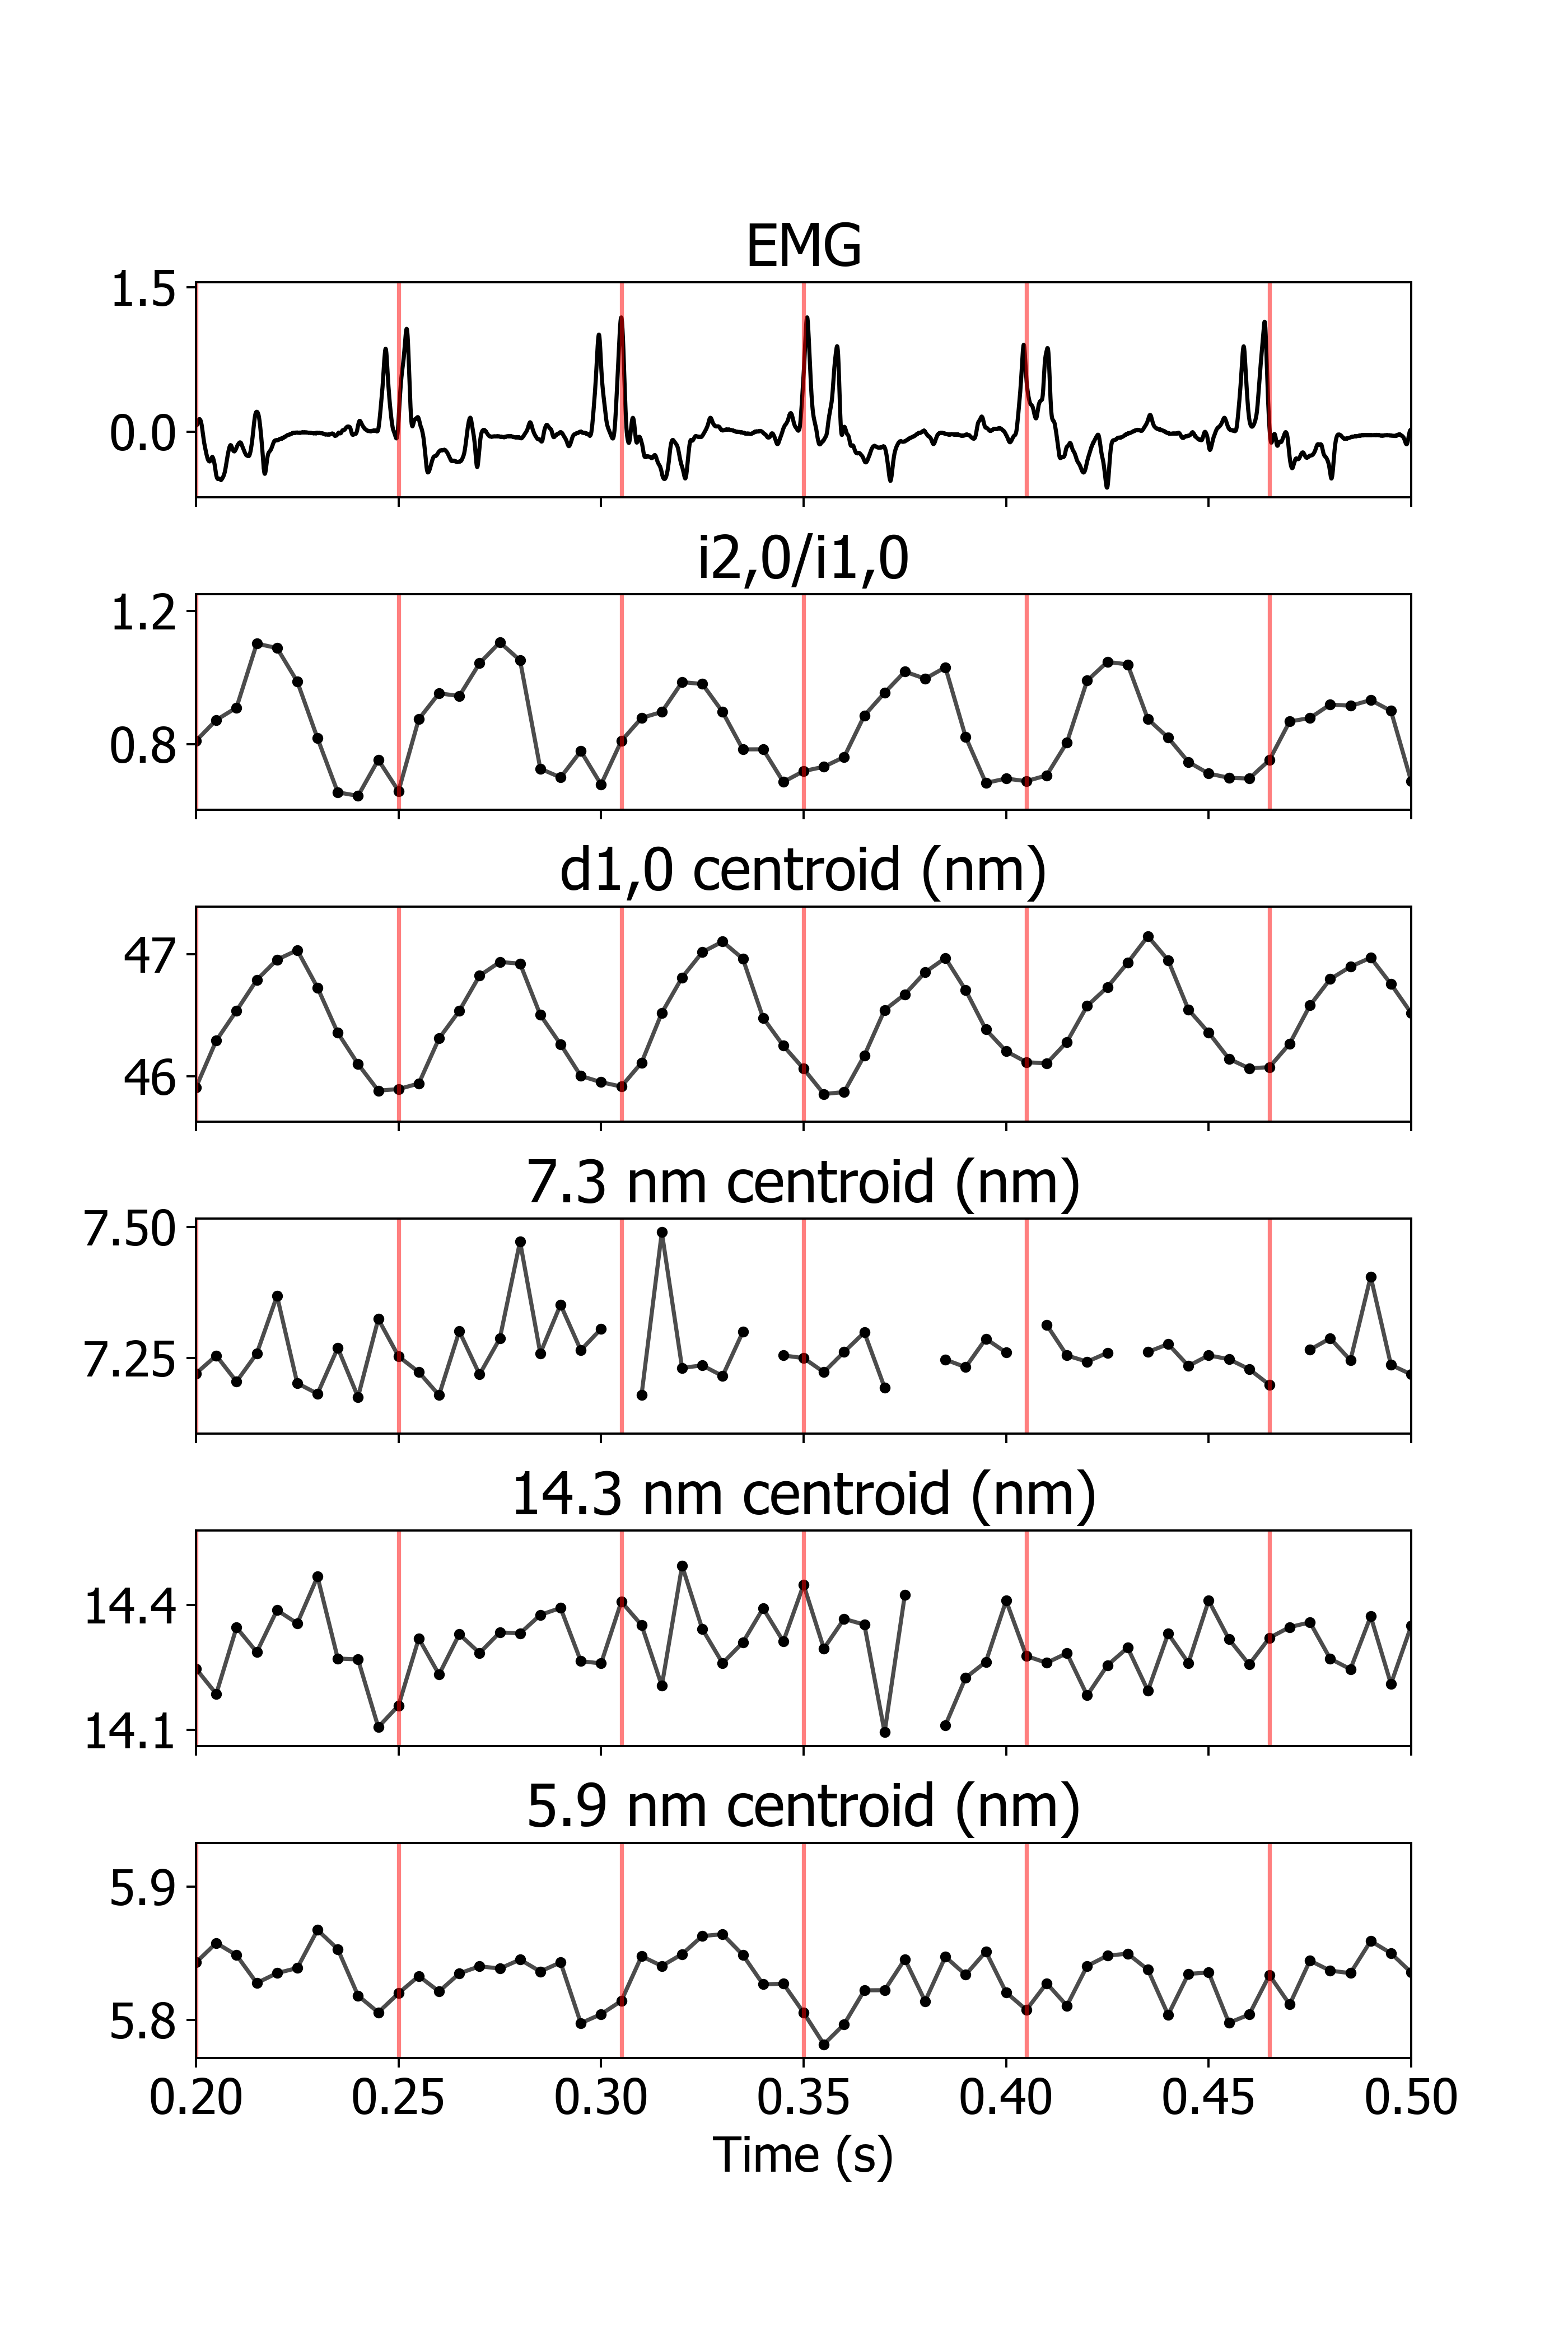 EMG
1.5
0.0
i2,0/i1,0
1.2
0.8
d1,0 centroid (nm)
47
46
7.3 nm centroid (nm)
7.50
7.25
14.3 nm centroid (nm)
14.4
14.1
5.9 nm centroid (nm)
5.9
5.8
0.20 0.25 0.30 0.35 0.40 0.45 0.50
Time (s)